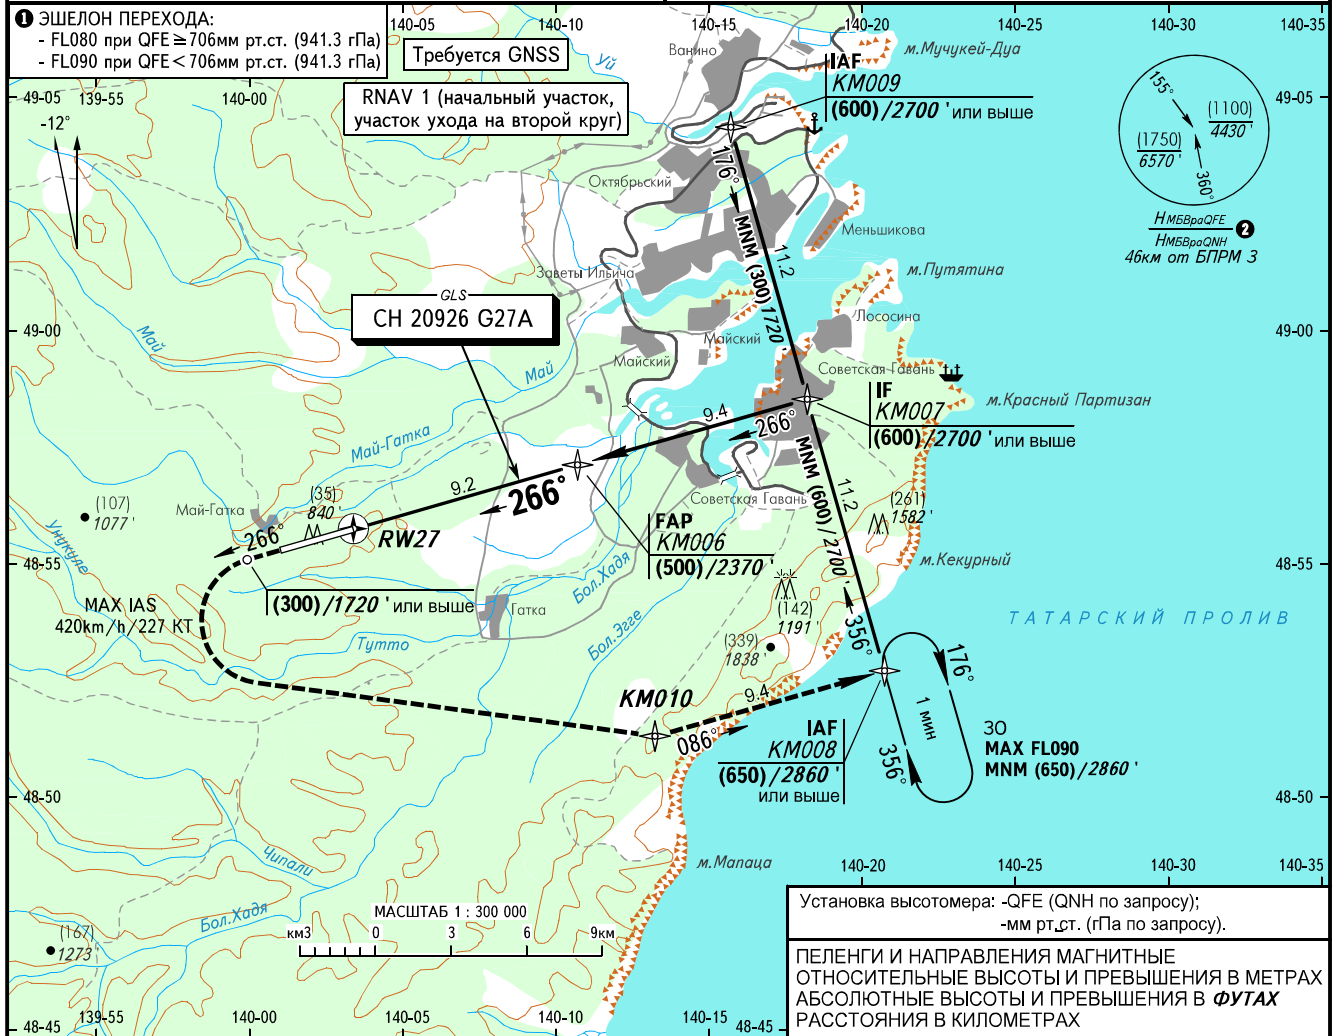 ❶ ЭШЕЛОН ПЕРЕХОДА:
- FL080 при QFE≥706мм рт.ст. (941.3 гПа)
- FL090 при QFE<706мм рт.ст. (941.3 гПа)
140-05
140-10
140-15
140-20
140-30
140-35
Требуется GNSS
RNAV 1 (начальный участок,
участок ухода на второй круг)
49-05
139-55
140-00
-12°
Ванино
Уй
м.Мучукей-Дуа
IAF
KM009
(600)/2700 ' или выше
49-05
155°
(1100)
4430 '
(1750)
6570 '
360°
НМБВраQFE
НМБВраQNH
❷
46км от БПРМ 3
176°
Октябрьский
MNM (300)1720 '
11.2
Меньшикова
Заветы Ильича
м.Путятина
GLS
CH 20926 G27A
49-00
Май
Майский
Майский
Лососина
49-00
Май
Советская Гавань
IF
KM007
(600)/2700 ' или выше
м.Красный Партизан
9.4
266°
Май-Гатка
MNM (600)/2700 '
11.2
9.2
266°
Советская Гавань
(261)
1582 '
(107)
1077 '
Май-Гатка
(35)
840 '
Унукуле
266°
RW27
FAP
KM006
(500)/2370 '
48-55
м.Кекурный
48-55
MAX IAS
420km/h/227 KT
(300)/1720 ' или выше
Гатка
Бол.Хадя
(142)
1191 '
ТАТАРСКИЙ ПРОЛИВ
Тутто
Бол.Эгге
(339)
1838 '
356°
176°
KM010
9.4
086°
1 мин
IAF
KM008
(650)/2860 '
или выше
356°
ЗО
MAX FL090
MNM (650)/2860 '
48-50
48-50
Чипали
м.Мапаца
140-20
140-25
140-30
140-35
Бол.Хадя
МАСШТАБ 1 : 300 000
км3
0
3
6
9км
(167)
1273 '
Установка высотомера: -QFE (QNH по запросу);
-мм рт.ст. (гПа по запросу).
ПЕЛЕНГИ И НАПРАВЛЕНИЯ МАГНИТНЫЕ
ОТНОСИТЕЛЬНЫЕ ВЫСОТЫ И ПРЕВЫШЕНИЯ В МЕТРАХ
АБСОЛЮТНЫЕ ВЫСОТЫ И ПРЕВЫШЕНИЯ В ФУТАХ
РАССТОЯНИЯ В КИЛОМЕТРАХ
48-45
139-55
140-00
140-05
140-10
140-15
48-45